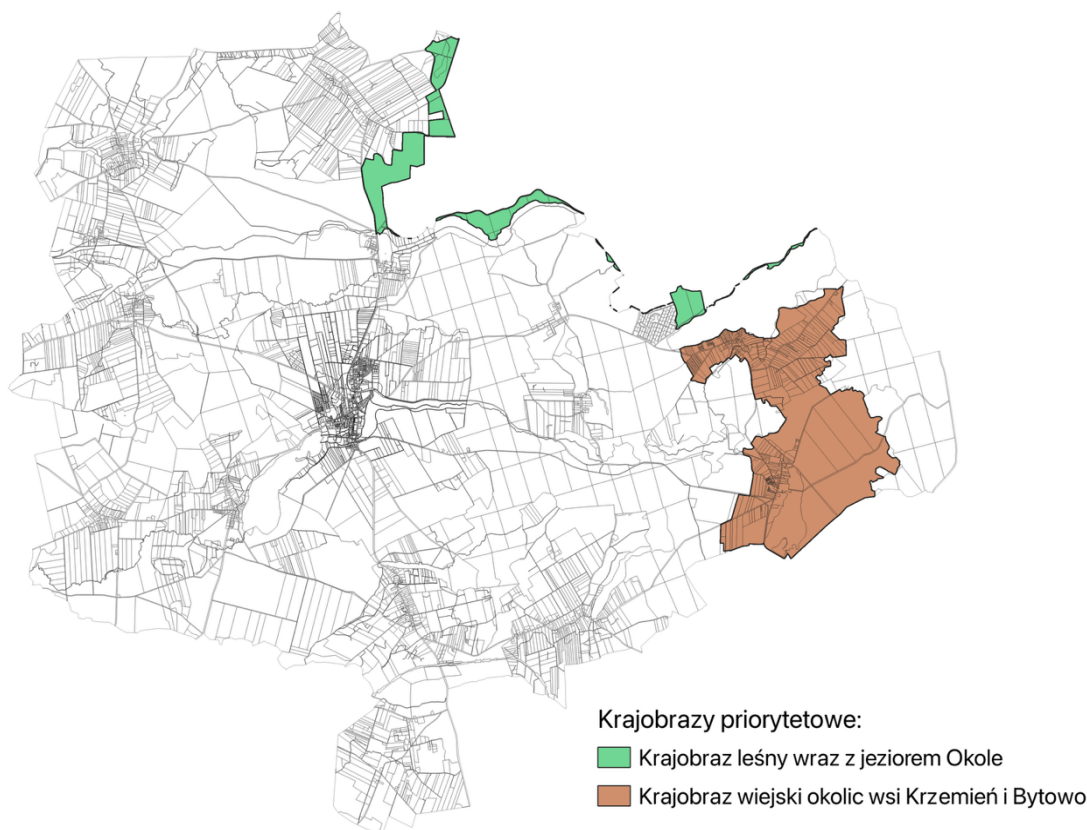 Krajobrazy priorytetowe:
Krajobraz leśny wraz z jeziorem Okole
Krajobraz wiejski okolic wsi Krzemień i Bytowo